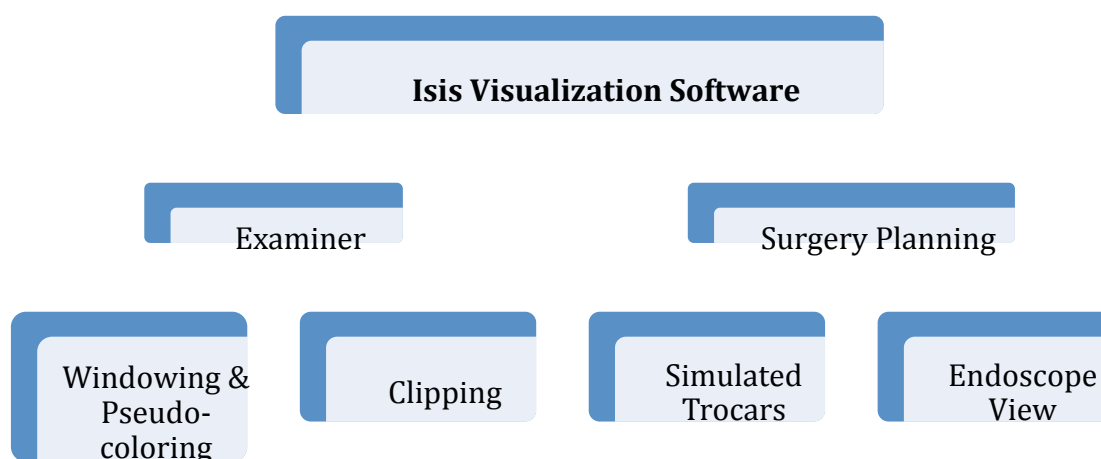 Isis Visualization Software
Examiner
Surgery Planning
Windowing &
Pseudo-
coloring
Clipping
Simulated
Trocars
Endoscope
View